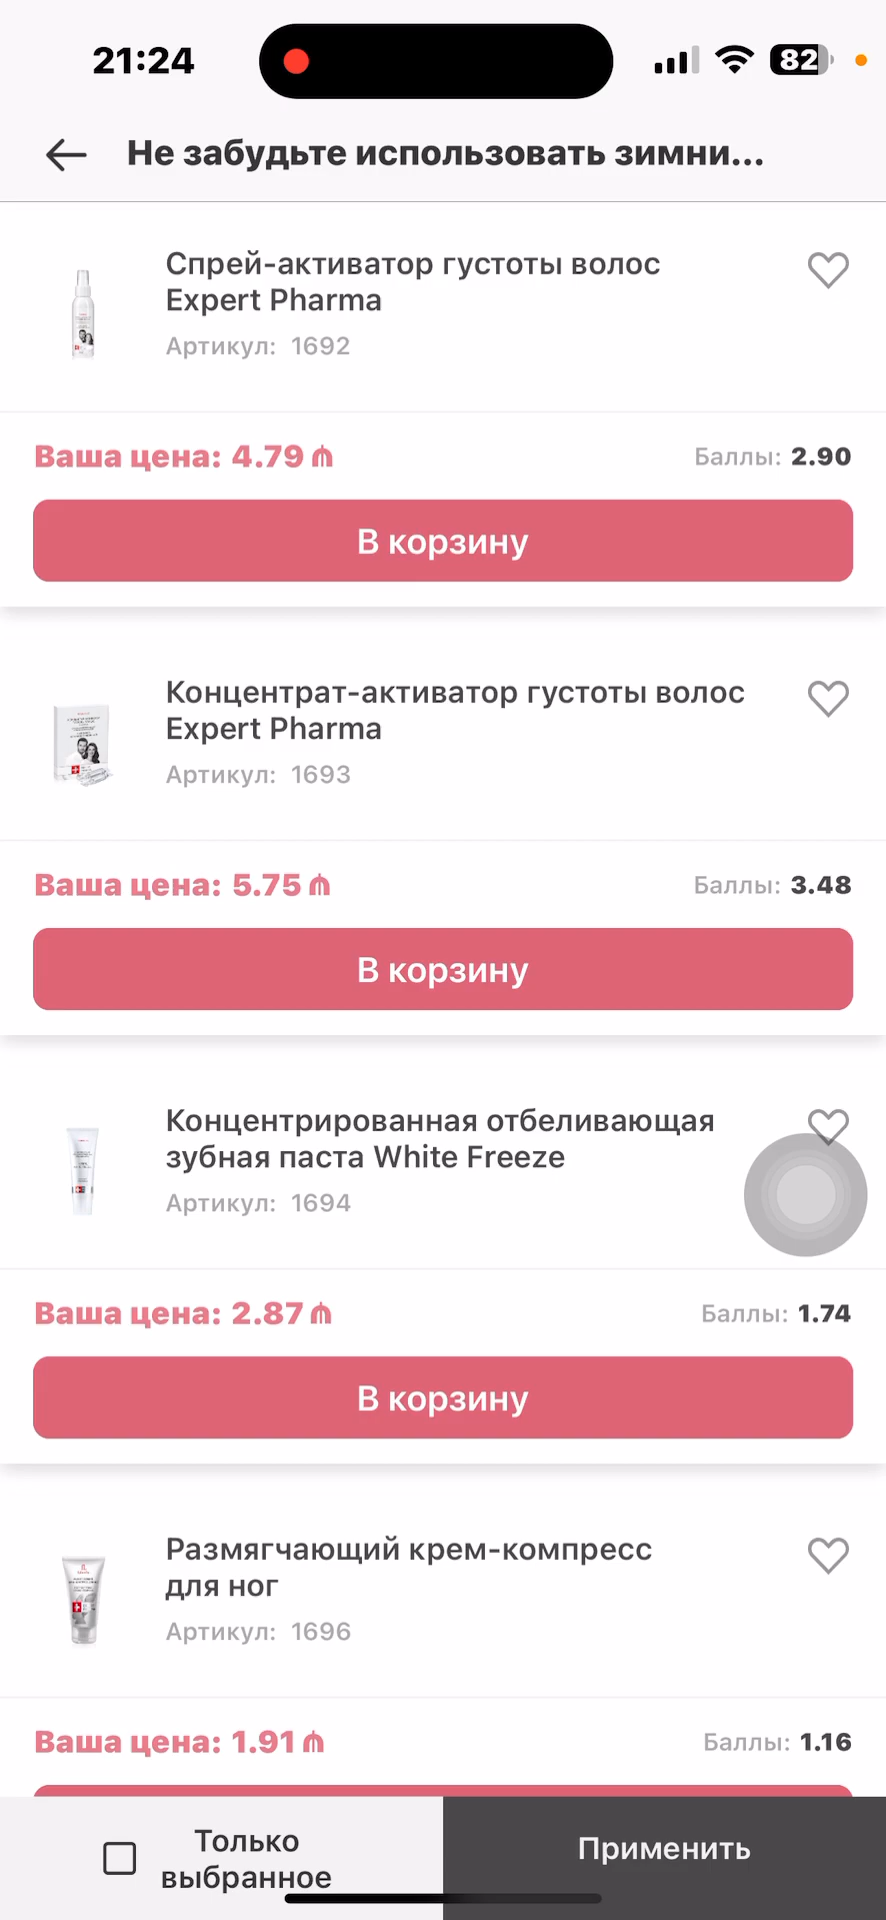 21:24
82
Не забудьте использовать зимни...
Спрей-активатор густоты волос
Expert Pharma
Артикул: 1692
Ваша цена: 4.79 ₼
Баллы: 2.90
В корзину
Концентрат-активатор густоты волос
Expert Pharma
Артикул: 1693
Ваша цена: 5.75 ₼
Баллы: 3.48
В корзину
Концентрированная отбеливающая
зубная паста White Freeze
Артикул: 1694
Ваша цена: 2.87 ₼
Баллы: 1.74
В корзину
Размягчающий крем-компресс
для ног
Артикул: 1696
Ваша цена: 1.91 ₼
Баллы: 1.16
Только
выбранное
Применить